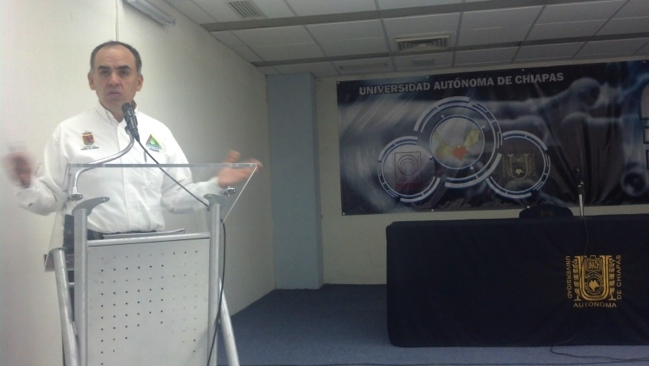 UNIVERSIDAD AUTÓNOMA DE CHIAPAS
UNIVERSIDAD
AUTÓNOMA
DE CHIAPAS